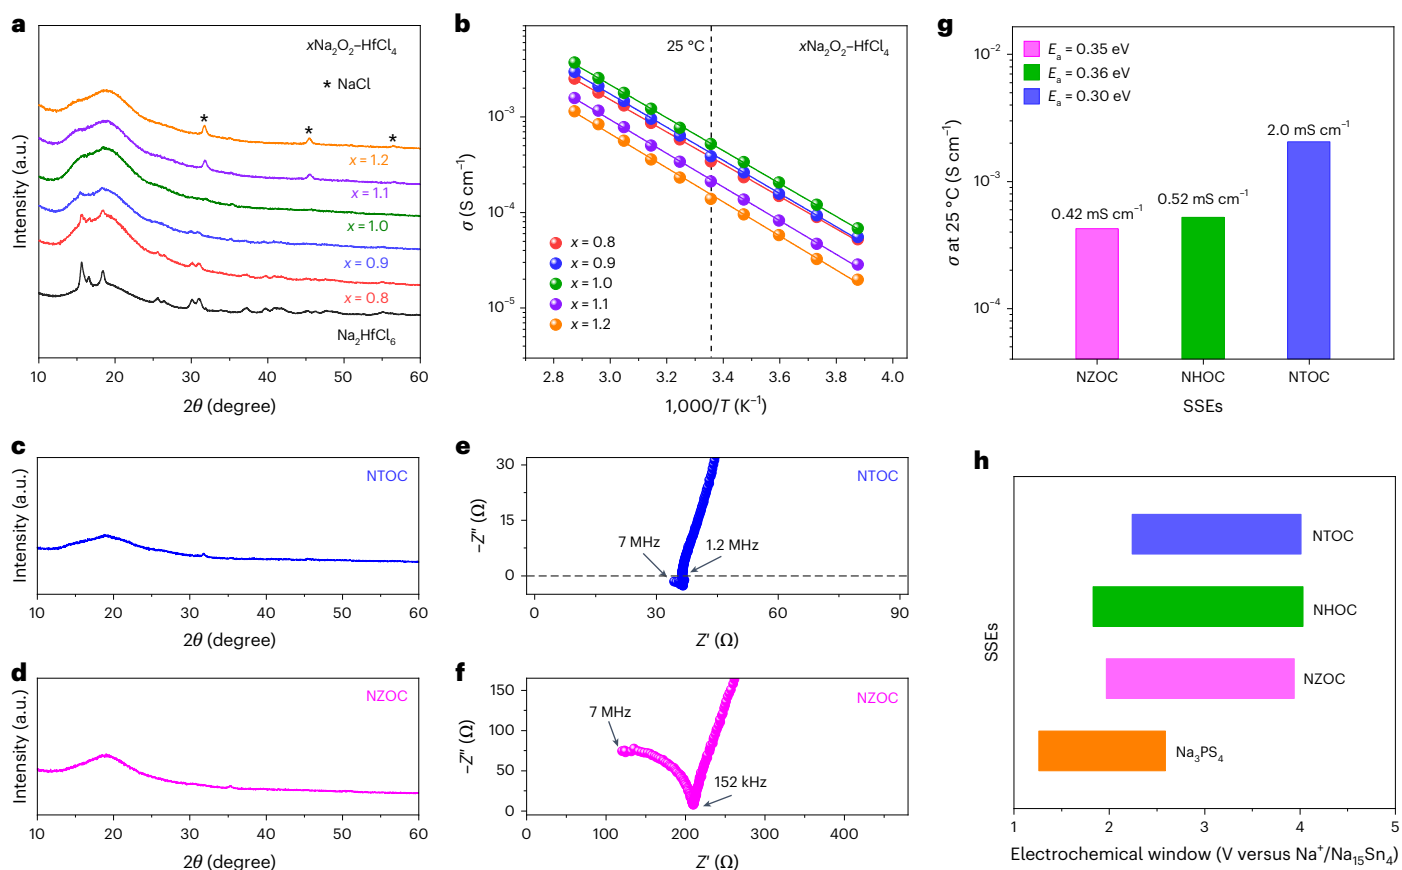 a
xNa₂O₂–HfCl₄
* NaCl
*
*
*
x = 1.2
x = 1.1
x = 1.0
x = 0.9
x = 0.8
Na₂HfCl₆
Intensity (a.u.)
10 20 30 40 50 60
2θ (degree)
b
25 °C
xNa₂O₂–HfCl₄
10⁻³
10⁻⁴
10⁻⁵
σ (S cm⁻¹)
x = 0.8
x = 0.9
x = 1.0
x = 1.1
x = 1.2
2.8 3.0 3.2 3.4 3.6 3.8 4.0
1,000/T (K⁻¹)
g
Eₐ = 0.35 eV
Eₐ = 0.36 eV
Eₐ = 0.30 eV
10⁻²
10⁻³
10⁻⁴
σ at 25 °C (S cm⁻¹)
0.42 mS cm⁻¹
0.52 mS cm⁻¹
2.0 mS cm⁻¹
NZOC NHOC NTOC
SSEs
c
NTOC
Intensity (a.u.)
10 20 30 40 50 60
2θ (degree)
d
NZOC
Intensity (a.u.)
10 20 30 40 50 60
2θ (degree)
e
NTOC
30
15
0
−Z″ (Ω)
7 MHz
1.2 MHz
0 30 60 90
Z′ (Ω)
f
NZOC
150
100
50
0
−Z″ (Ω)
7 MHz
152 kHz
0 100 200 300 400
Z′ (Ω)
h
NTOC
NHOC
NZOC
Na₃PS₄
SSEs
1 2 3 4 5
Electrochemical window (V versus Na⁺/Na₁₅Sn₄)